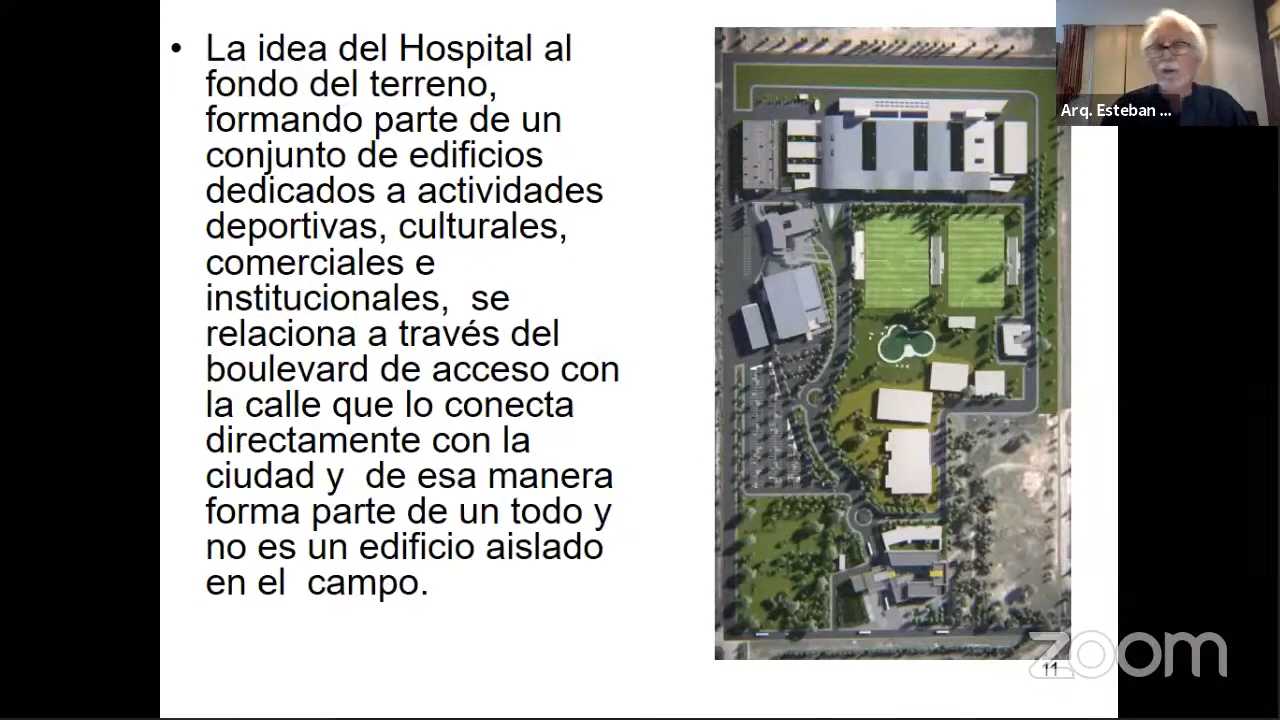 • La idea del Hospital al
fondo del terreno,
formando parte de un
conjunto de edificios
dedicados a actividades
deportivas, culturales,
comerciales e
institucionales,  se
relaciona a través del
boulevard de acceso con
la calle que lo conecta
directamente con la
ciudad y  de esa manera
forma parte de un todo y
no es un edificio aislado
en el  campo.
Arq. Esteban ...
zoom
11